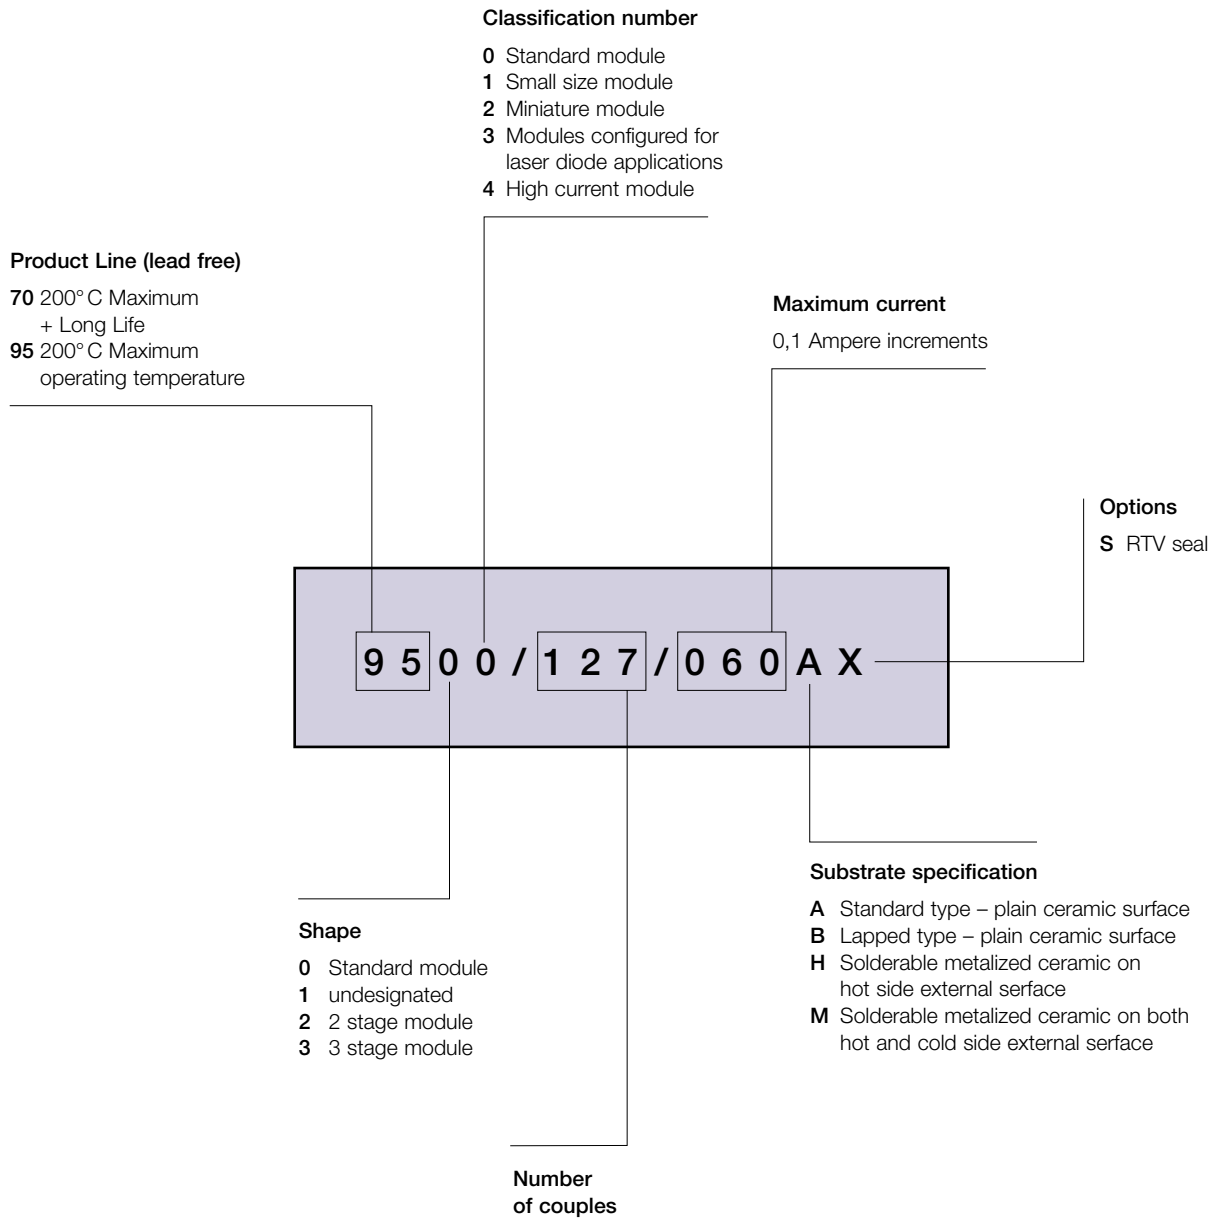 Classification number
0 Standard module
1 Small size module
2 Miniature module
3 Modules configured for
laser diode applications
4 High current module
Product Line (lead free)
70 200° C Maximum
+ Long Life
95 200° C Maximum
operating temperature
Maximum current
0,1 Ampere increments
Options
S RTV seal
9 5 0 0 / 1 2 7 / 0 6 0 A X
Shape
0 Standard module
1 undesignated
2 2 stage module
3 3 stage module
Substrate specification
A Standard type – plain ceramic surface
B Lapped type – plain ceramic surface
H Solderable metalized ceramic on
hot side external serface
M Solderable metalized ceramic on both
hot and cold side external serface
Number
of couples